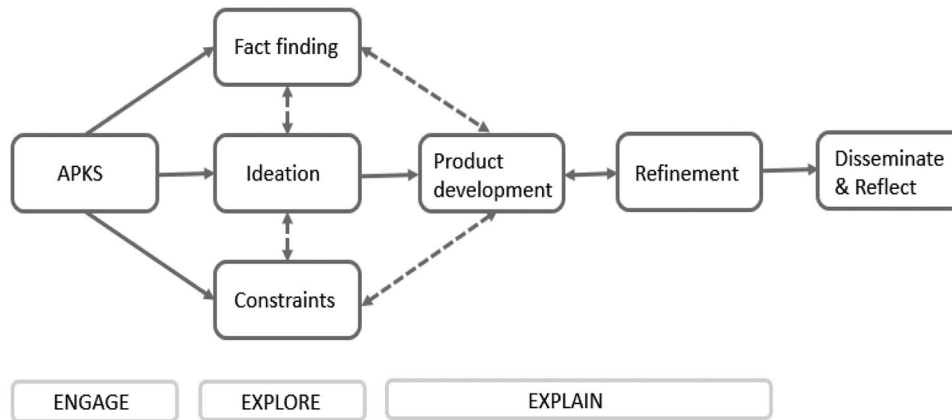 Fact finding
APKS
Ideation
Product
development
Refinement
Disseminate
& Reflect
Constraints
ENGAGE
EXPLORE
EXPLAIN